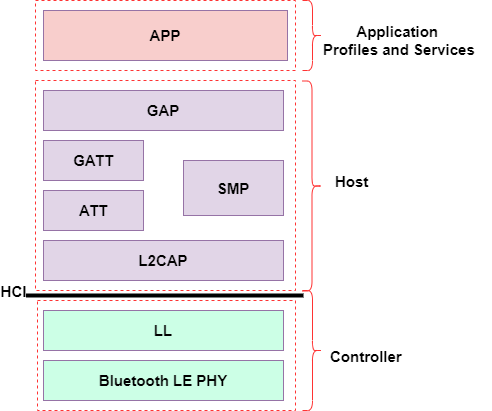 APP
Application
Profiles and Services
GAP
GATT
SMP
ATT
Host
L2CAP
HCI
LL
Controller
Bluetooth LE PHY